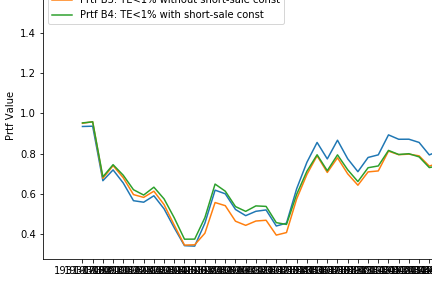 Prtf B3: TE<1% without short-sale const
Prtf B4: TE<1% with short-sale const
1.4
1.2
1.0
0.8
0.6
0.4
Prtf Value